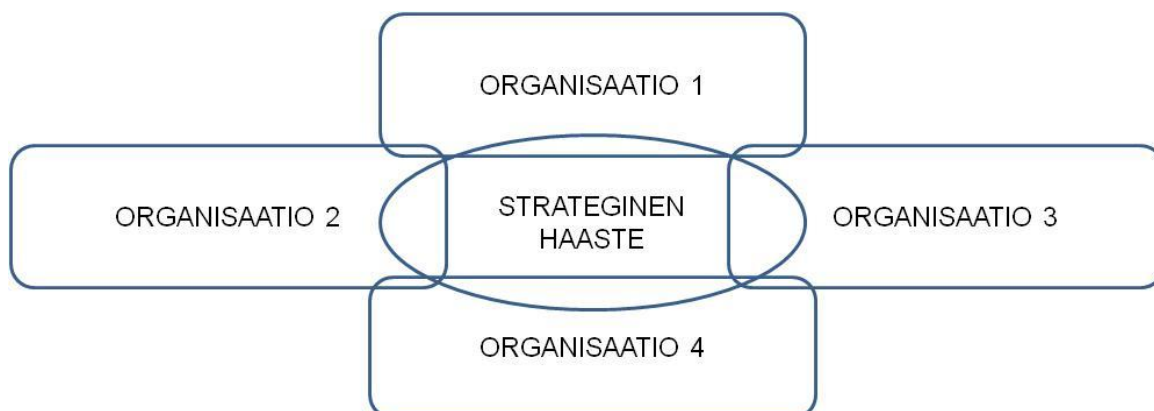 ORGANISAATIO 1
ORGANISAATIO 2
STRATEGINEN
HAASTE
ORGANISAATIO 3
ORGANISAATIO 4